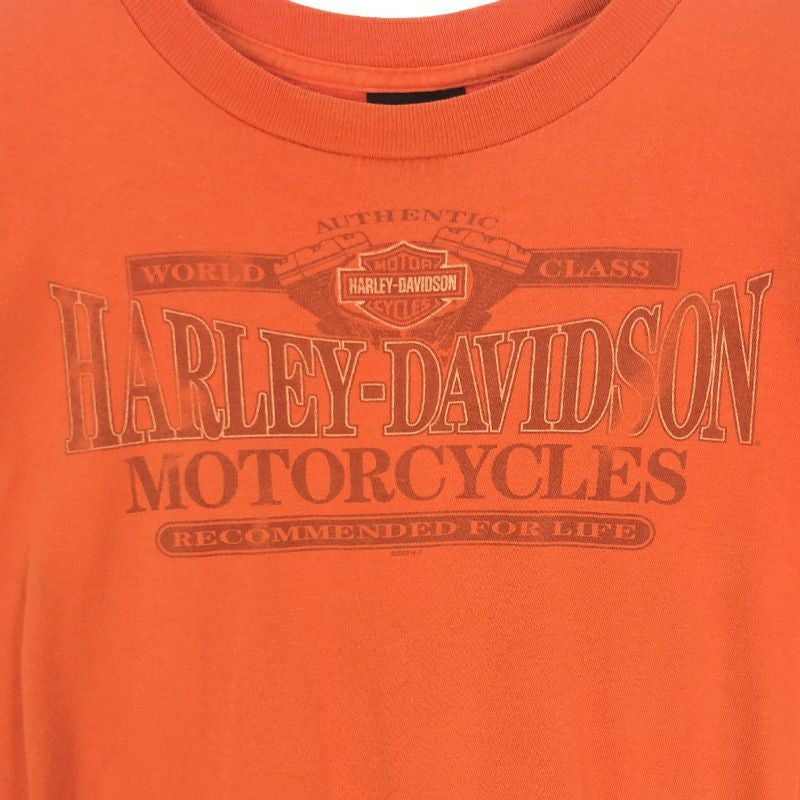 AUTHENTIC
WORLD CLASS
MOTOR
HARLEY-DAVIDSON
CYCLES
HARLEY-DAVIDSON
MOTORCYCLES
RECOMMENDED FOR LIFE